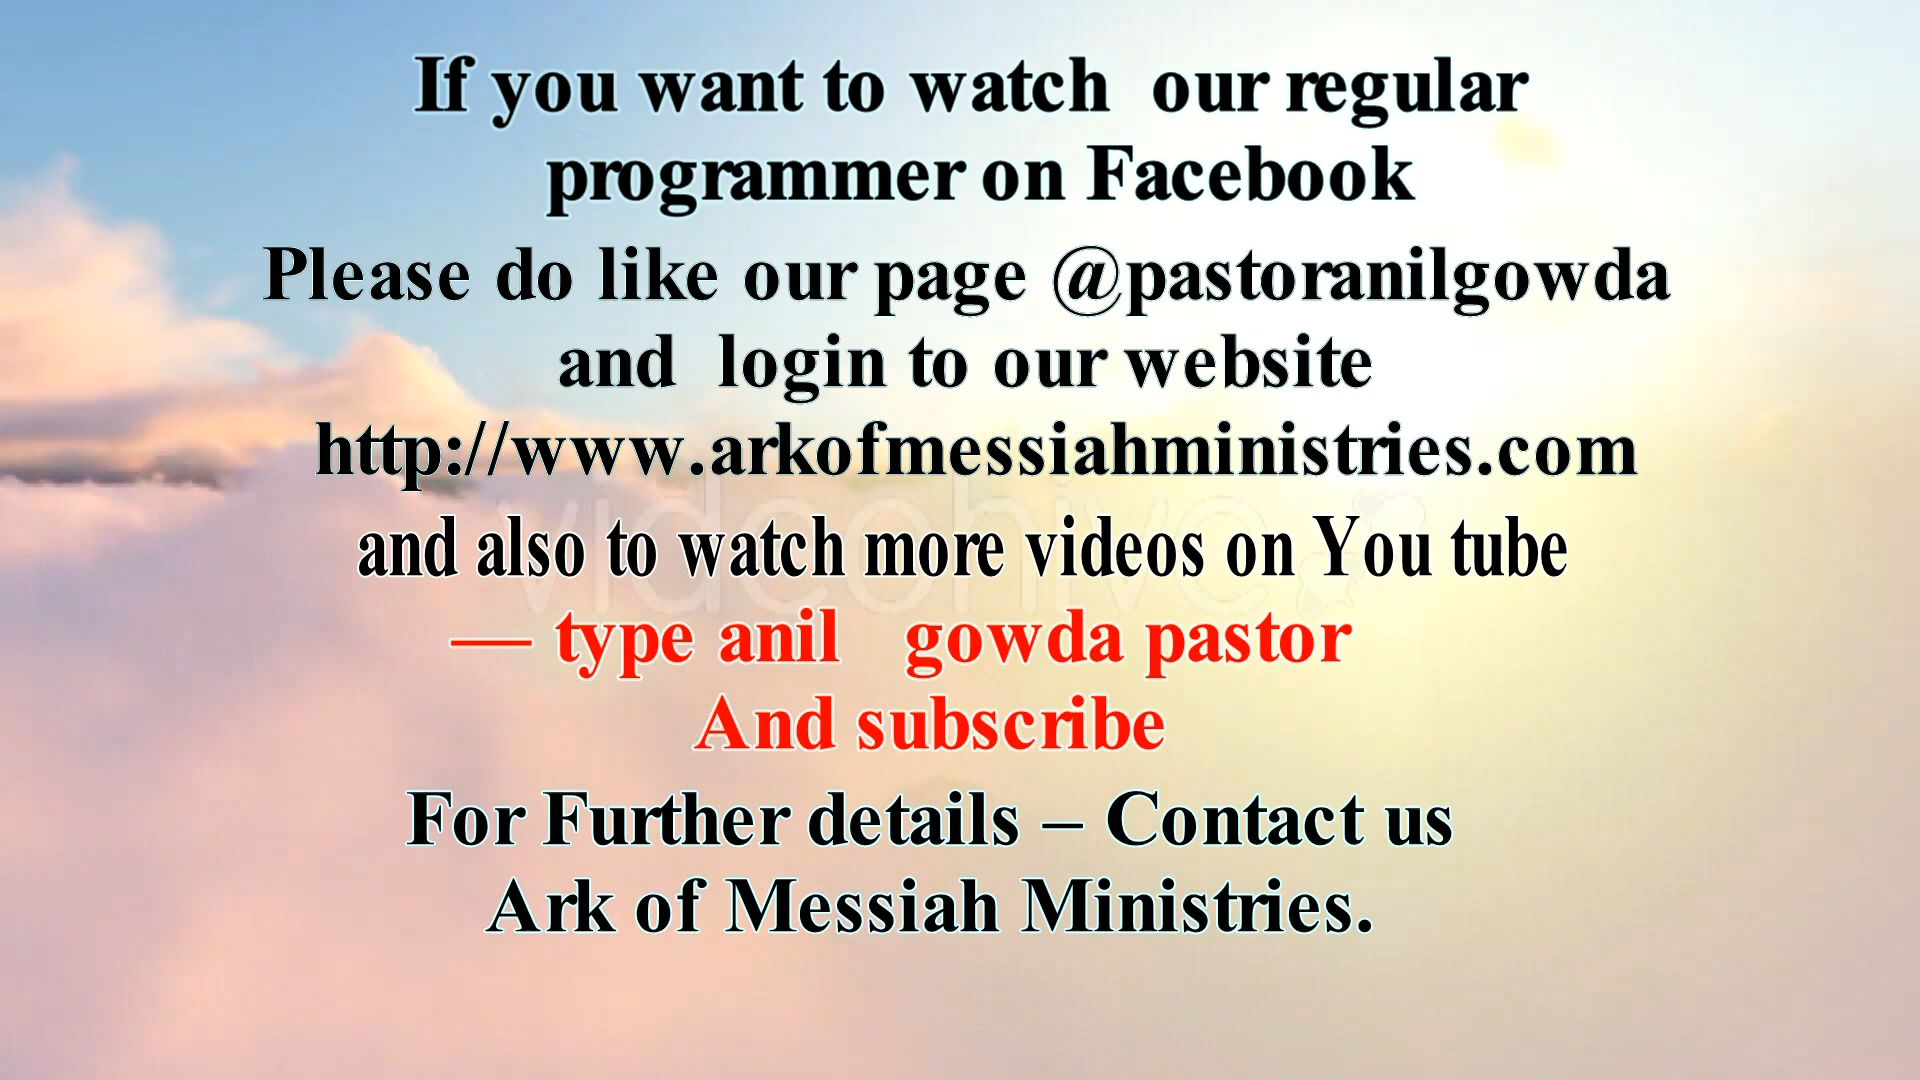 If you want to watch our regular
programmer on Facebook
Please do like our page @pastoranilgowda
and login to our website
http://www.arkofmessiahministries.com
videohive
and also to watch more videos on You tube
— type anil gowda pastor
And subscribe
For Further details – Contact us
Ark of Messiah Ministries.